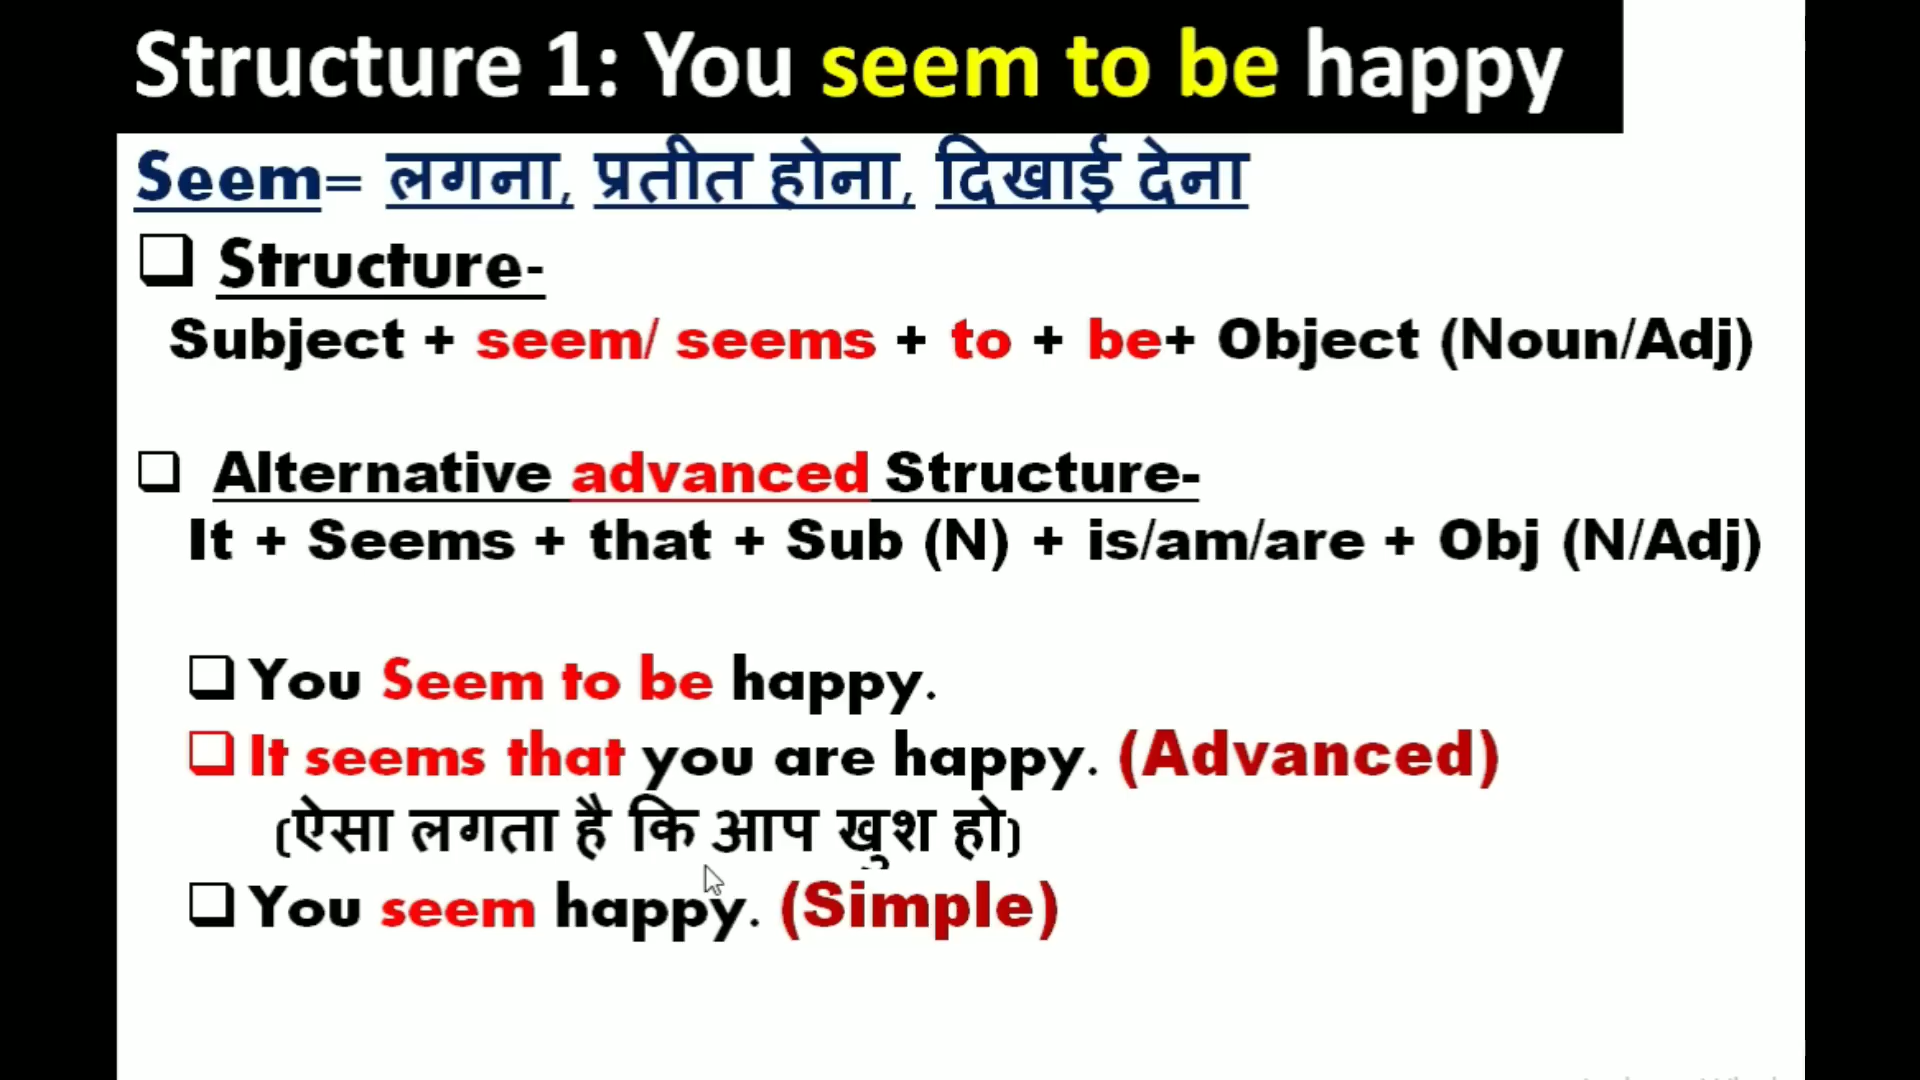 Structure 1: You seem to be happy
Seem= लगना, प्रतीत होना, दिखाई देना
Structure-
Subject + seem/ seems + to + be+ Object (Noun/Adj)
Alternative advanced Structure-
It + Seems + that + Sub (N) + is/am/are + Obj (N/Adj)
You Seem to be happy.
It seems that you are happy. (Advanced)
(ऐसा लगता है कि आप खुश हो)
You seem happy. (Simple)